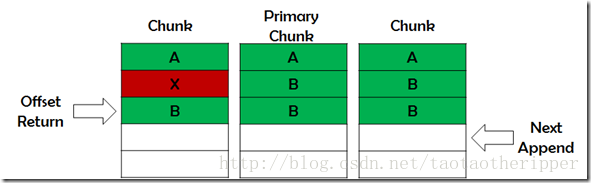 Chunk
Primary
Chunk
Chunk
A
A
A
X
B
B
Offset
Return
B
B
B
Next
Append
http://blog.csdn.net/taotaotheripper